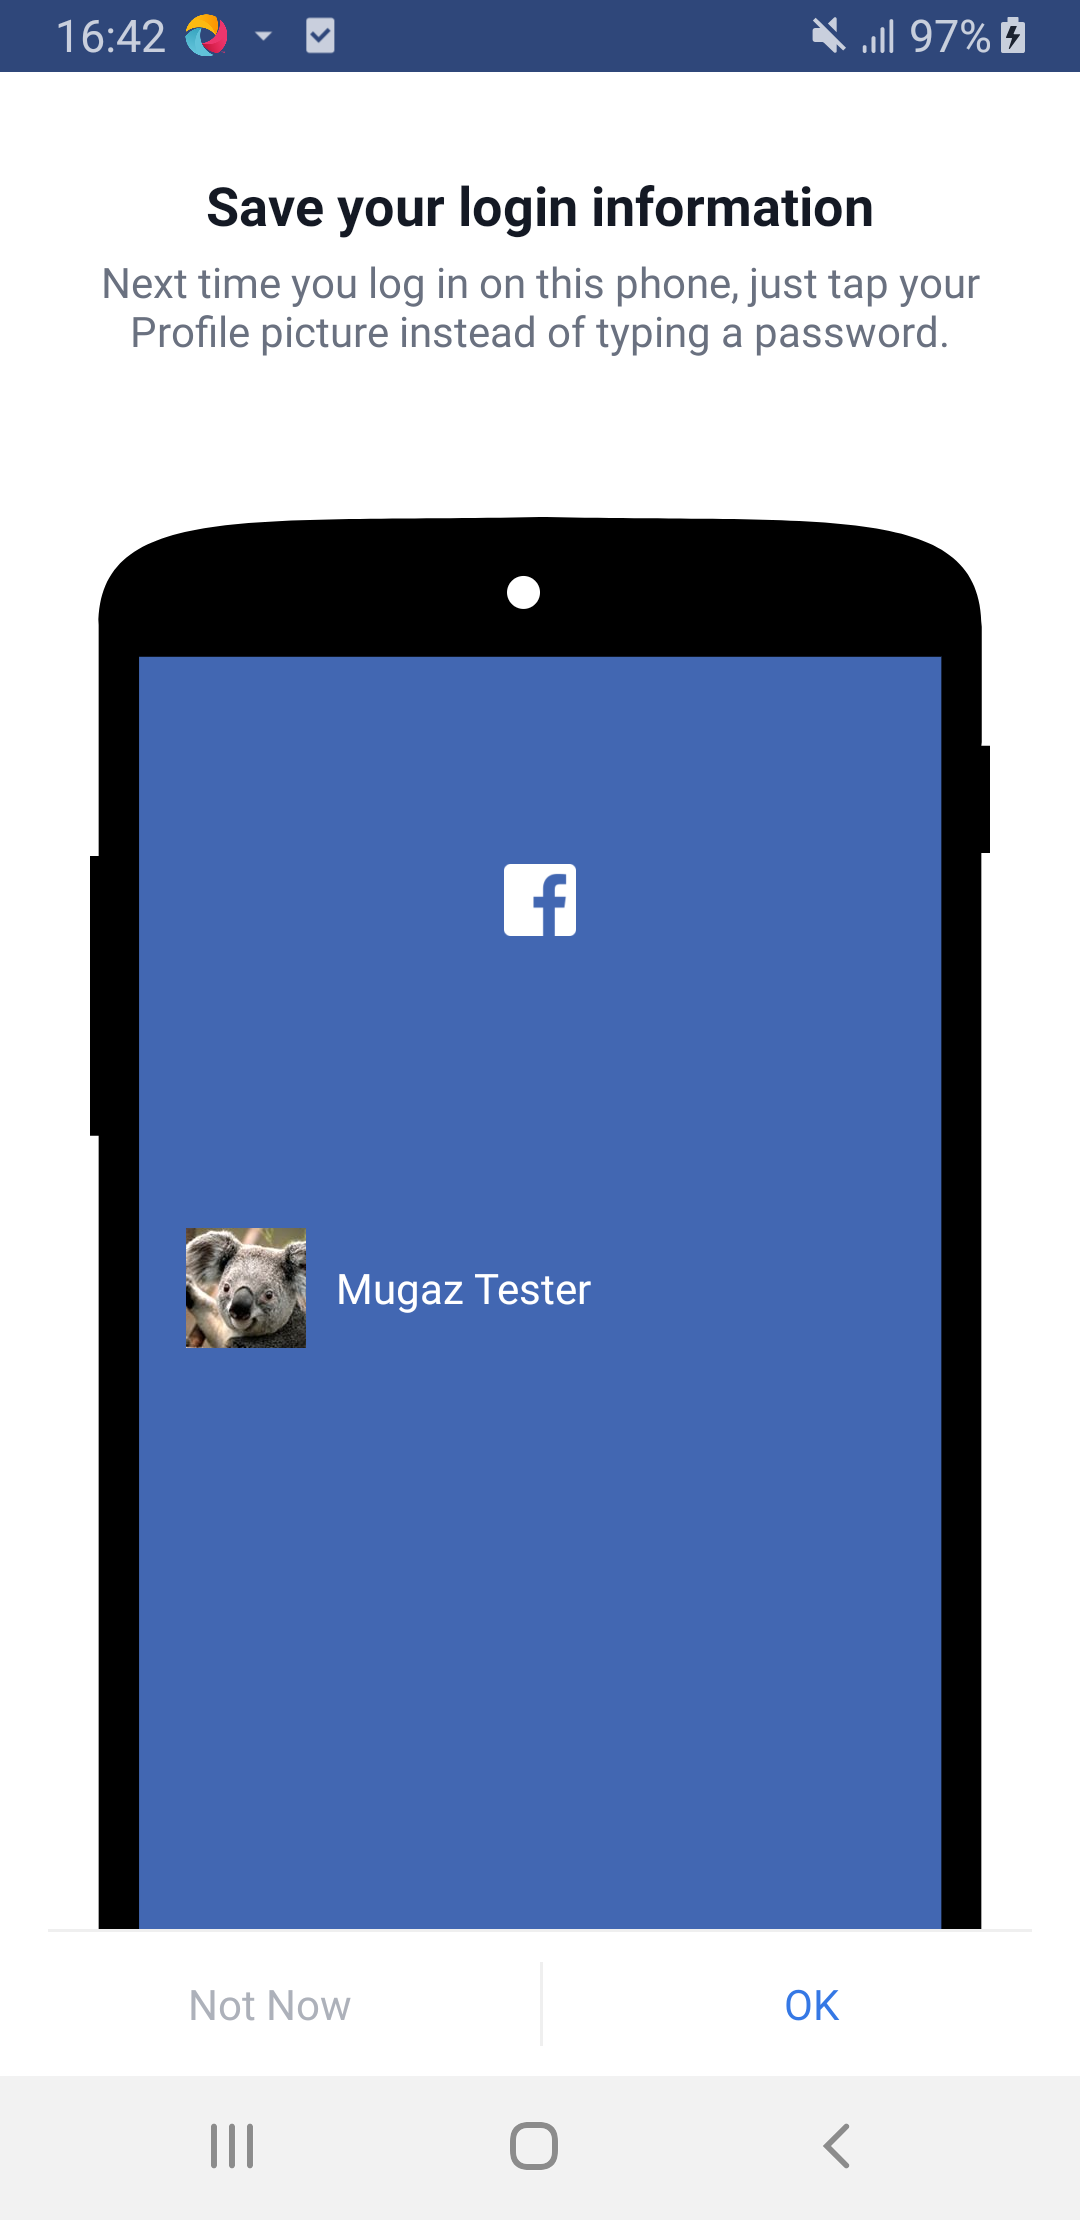 16:42
97%
Save your login information
Next time you log in on this phone, just tap your
Profile picture instead of typing a password.
f
Mugaz Tester
Not Now
OK